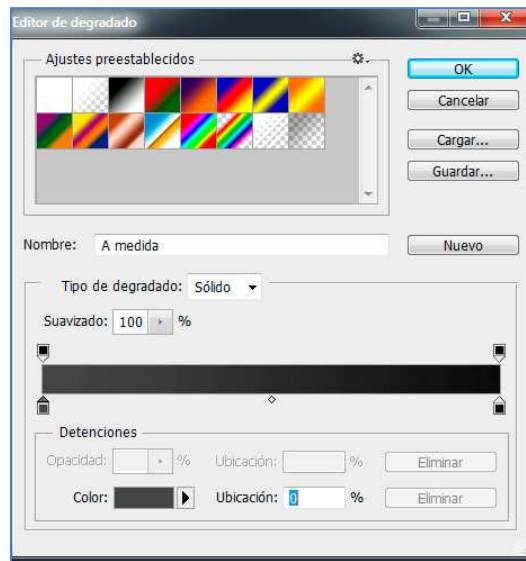 Editor de degradado
Ajustes preestablecidos
OK
Cancelar
Cargar...
Guardar...
Nombre: A medida
Nuevo
Tipo de degradado: Sólido
Suavizado: 100 %
Detenciones
Opacidad: % Ubicación: % Eliminar
Color: Ubicación: 0 % Eliminar